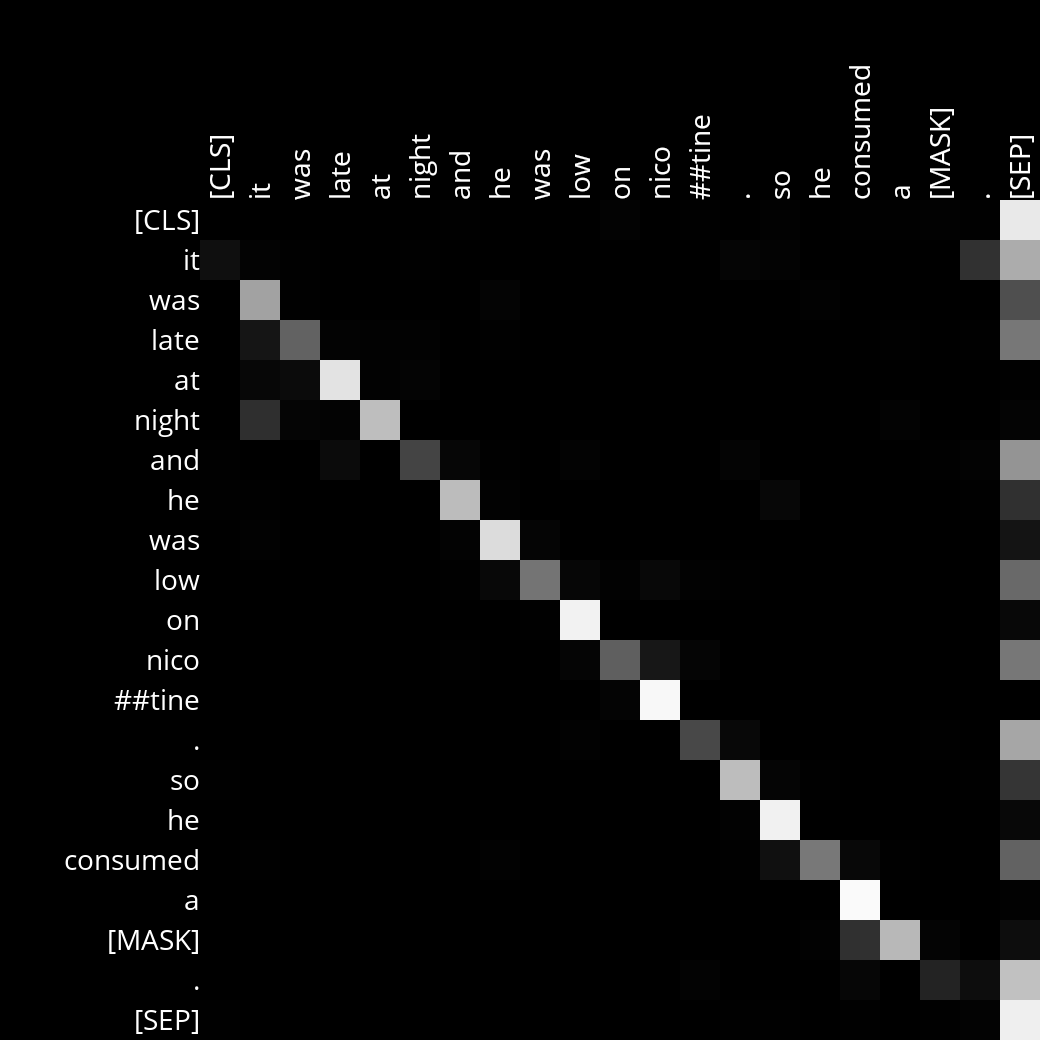 [CLS] it was late at night and he was low on nico ##tine . so he consumed a [MASK] . [SEP]
[CLS]
it
was
late
at
night
and
he
was
low
on
nico
##tine
.
so
he
consumed
a
[MASK]
.
[SEP]